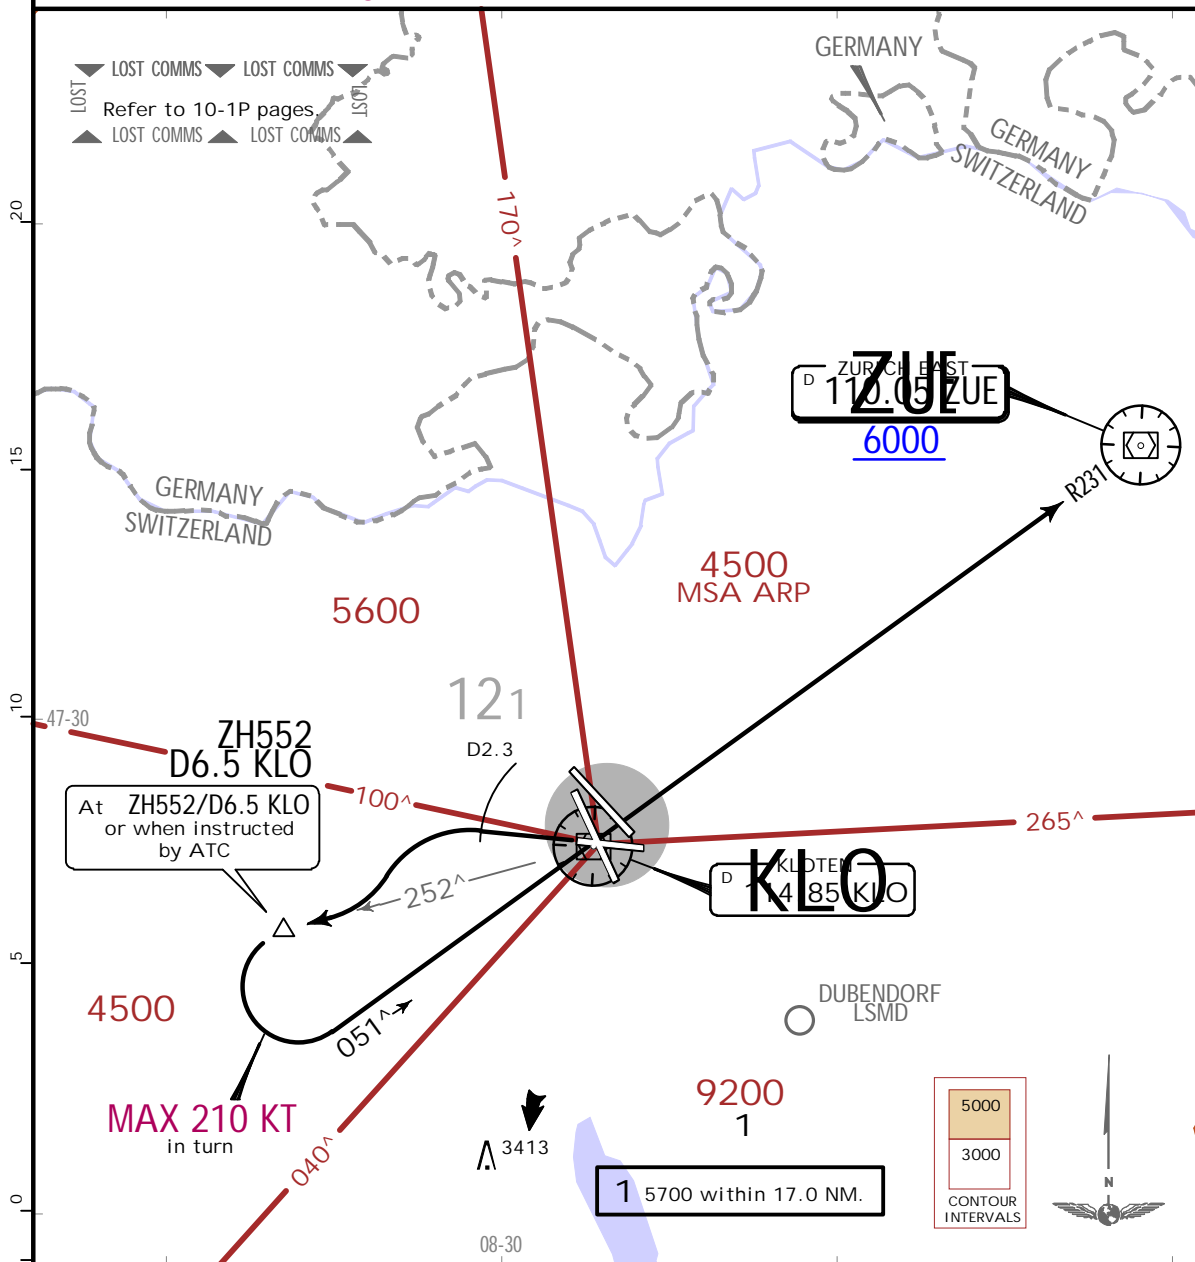 GERMANY
LOST COMMS LOST COMMS
LOST
LOST
Refer to 10-1P pages.
LOST COMMS LOST COMMS
GERMANY
SWITZERLAND
20
170^
ZURICH EAST
D 110.05 ZUE
ZUE
6000
15
R231
GERMANY
SWITZERLAND
4500
MSA ARP
5600
121
10
47-30
ZH552
D6.5 KLO
D2.3
At ZH552/D6.5 KLO
or when instructed
by ATC
100^
265^
252^
KLOTEN
D 114.85 KLO
KLO
5
4500
DUBENDORF
LSMD
051^
MAX 210 KT
in turn
9200
1
5000
3413
3000
040^
1 5700 within 17.0 NM.
N
CONTOUR
INTERVALS
0
08-30